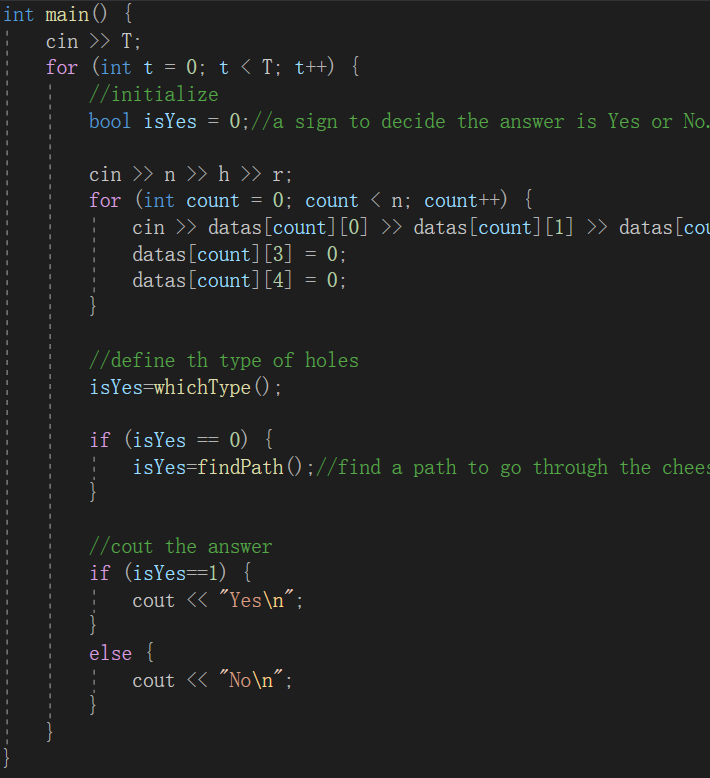 int main() {
cin >> T;
for (int t = 0; t < T; t++) {
//initialize
bool isYes = 0;//a sign to decide the answer is Yes or No.
cin >> n >> h >> r;
for (int count = 0; count < n; count++) {
cin >> datas[count][0] >> datas[count][1] >> datas[cou
datas[count][3] = 0;
datas[count][4] = 0;
}
//define th type of holes
isYes=whichType();
if (isYes == 0) {
isYes=findPath();//find a path to go through the chees
}
//cout the answer
if (isYes==1) {
cout << "Yes\n";
}
else {
cout << "No\n";
}
}
}